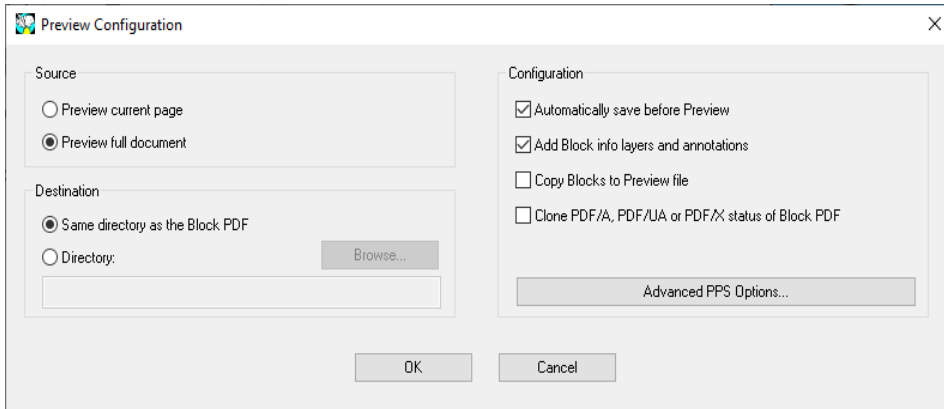 Preview Configuration
Source
Preview current page
Preview full document
Destination
Same directory as the Block PDF
Directory:
Browse...
Configuration
Automatically save before Preview
Add Block info layers and annotations
Copy Blocks to Preview file
Clone PDF/A, PDF/UA or PDF/X status of Block PDF
Advanced PPS Options...
OK
Cancel